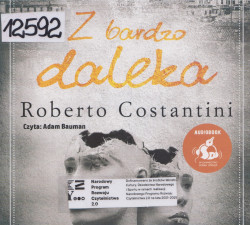 12592
Z bardzo
daleka
Roberto Costantini
Czyta: Adam Bauman
AUDIOBOOK
Narodowy
Program
Rozwoju
Czytelnictwa
2.0